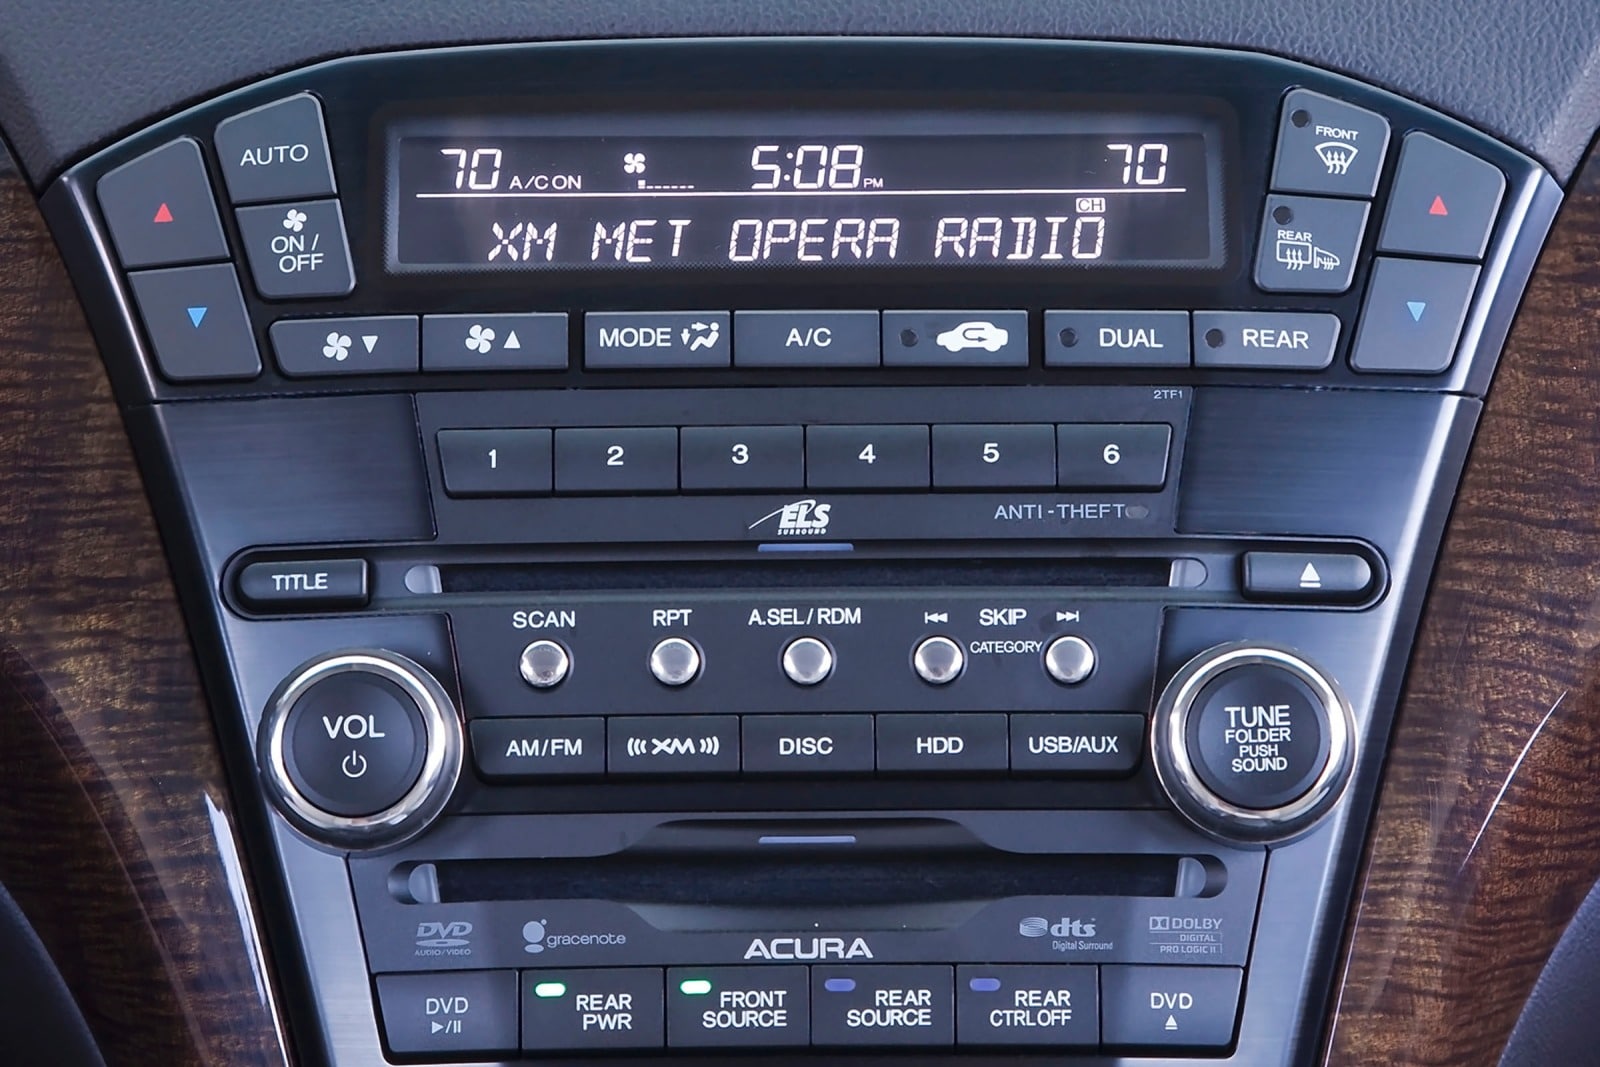 70 A/C ON 5:08 PM 70
CH
XM MET OPERA RADIO
AUTO
ON /
OFF
FRONT
REAR
MODE A/C DUAL REAR
2TF1
1 2 3 4 5 6
ELS
SURROUND
ANTI-THEFT
TITLE
SCAN RPT A.SEL/RDM SKIP
CATEGORY
VOL
AM/FM XM DISC HDD USB/AUX
TUNE
FOLDER
PUSH
SOUND
DVD
AUDIO/VIDEO
gracenote
ACURA
dts
Digital Surround
DOLBY
DIGITAL
PRO LOGIC II
DVD
REAR
PWR
FRONT
SOURCE
REAR
SOURCE
REAR
CTRL OFF
DVD